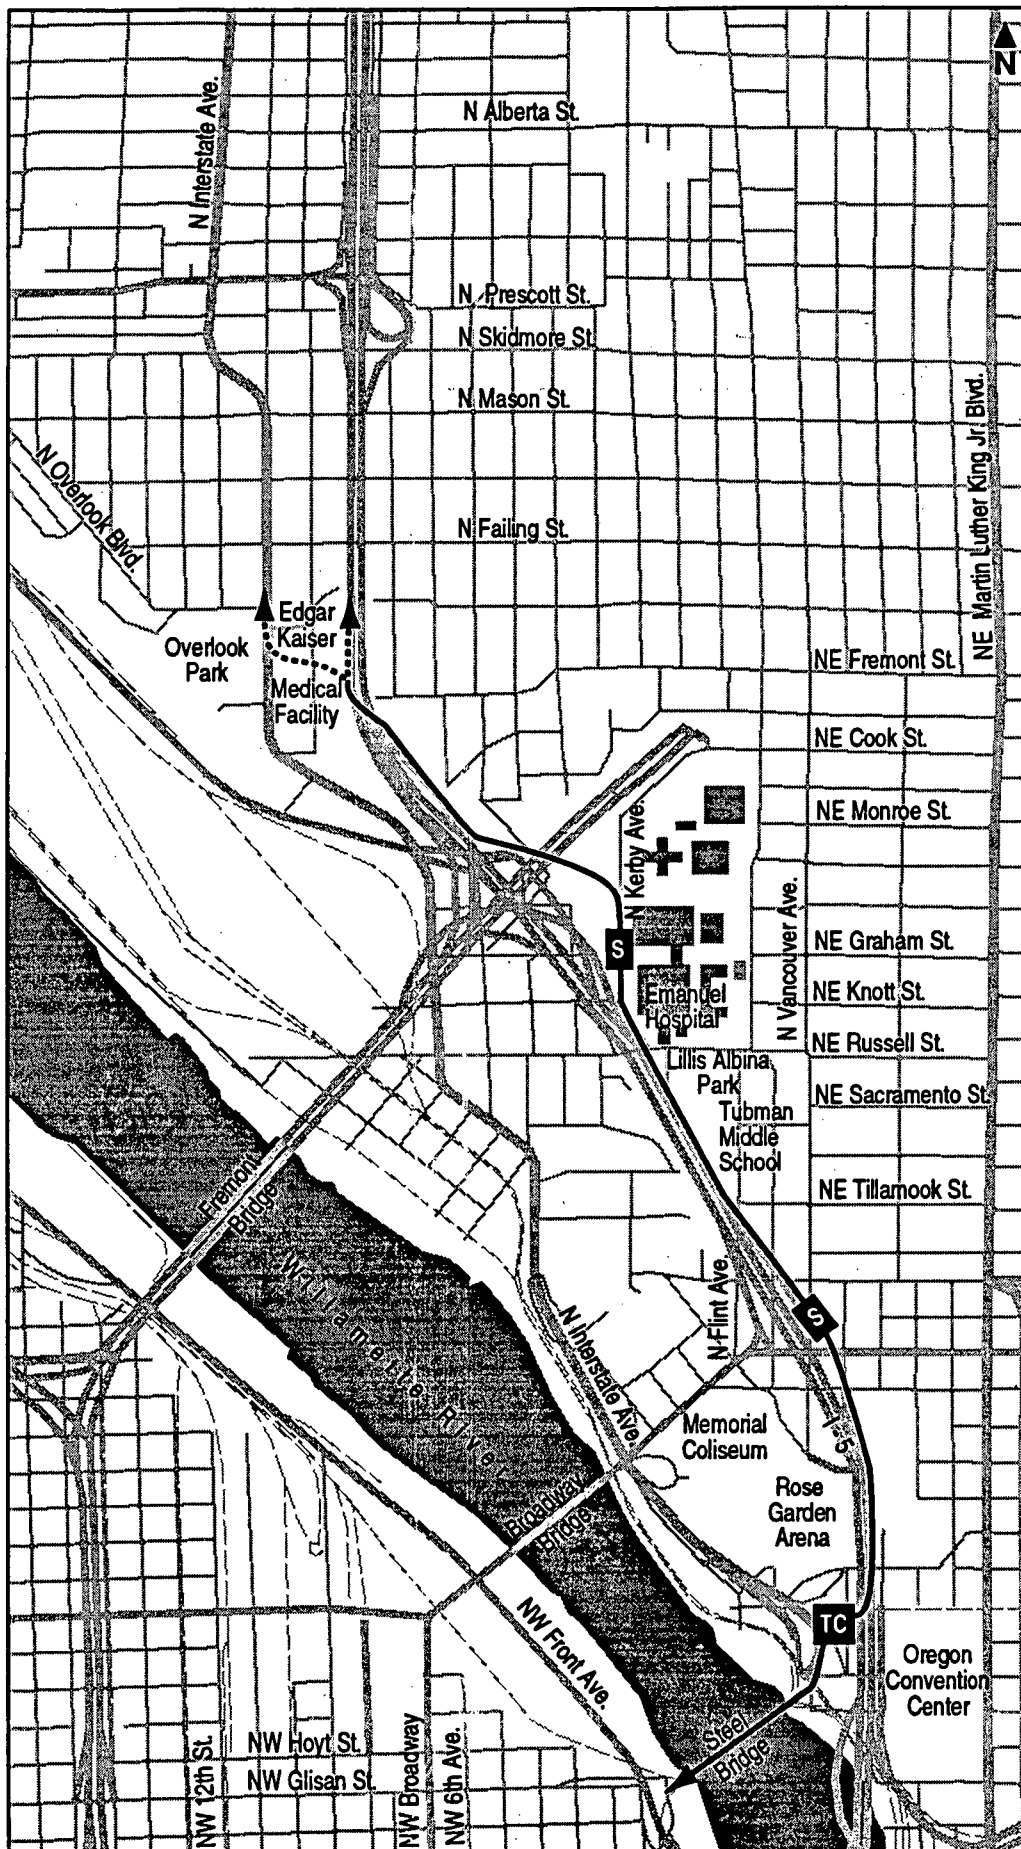 N
N Alberta St.
N Interstate Ave.
N Prescott St.
N Skidmore St.
N Mason St.
NE Martin Luther King Jr. Blvd.
N Overlook Blvd.
N Failing St.
Edgar
Kaiser
Medical
Facility
Overlook
Park
NE Fremont St.
NE Cook St.
NE Monroe St.
N Kerby Ave.
N Vancouver Ave.
S
NE Graham St.
NE Knott St.
Emanuel
Hospital
NE Russell St.
Lillis Albina
Park
NE Sacramento St.
Tubman
Middle
School
Fremont
Bridge
NE Tillamook St.
Willamette River
N Flint Ave.
S
N Interstate Ave.
I-5
Memorial
Coliseum
Rose
Garden
Arena
Broadway
Bridge
TC
NW Front Ave.
Oregon
Convention
Center
Steel
Bridge
NW Hoyt St.
NW Glisan St.
NW 12th St.
NW Broadway
NW 6th Ave.